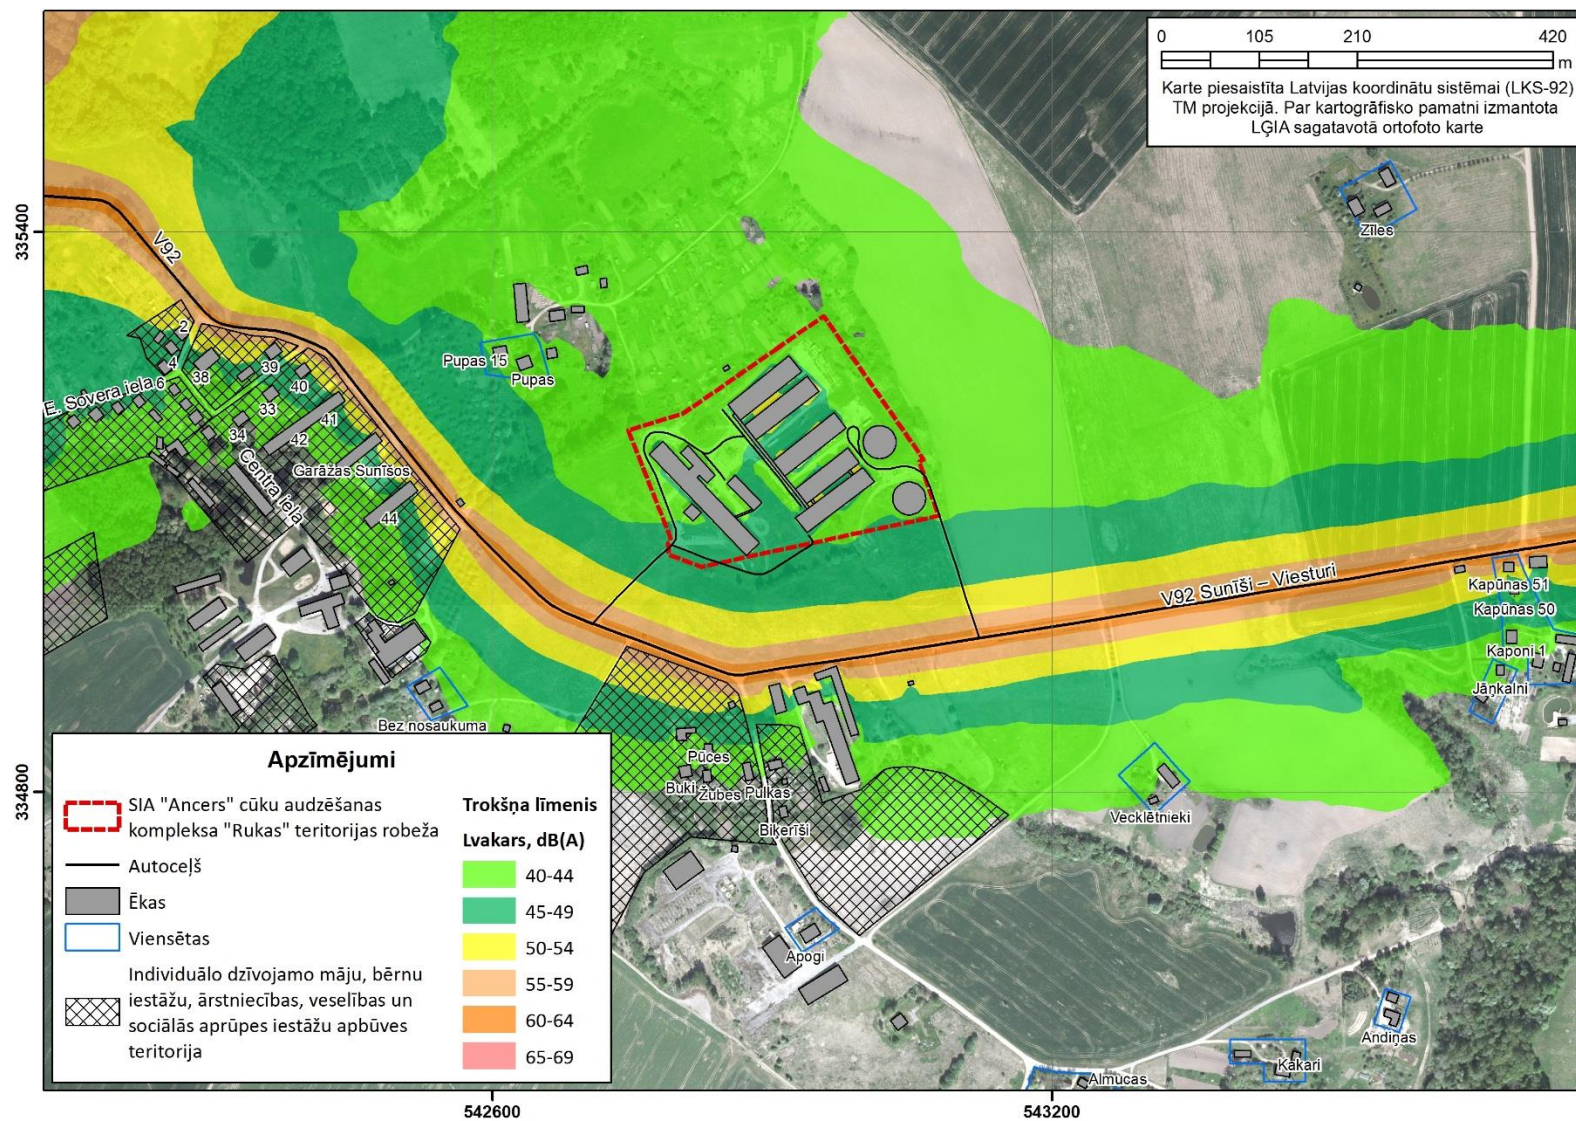 0 105 210 420
m
Karte piesaistīta Latvijas koordinātu sistēmai (LKS-92)
TM projekcijā. Par kartogrāfisko pamatni izmantota
LĢIA sagatavotā ortofoto karte
Zīles
335400
V92
2
4
38
39
40
6
E. Sovera iela
33
41
34
42
Centra iela
Garāžas Sunīšos
44
Pupas 15
Pupas
V92 Sunīši – Viesturi
Kapūnas 51
Kapūnas 50
Kaponi 1
Jāņkalni
Bez nosaukuma
Pūces
Buki
Žubes
Pulkas
Biķerīši
Vecklētnieki
334800
Apogi
Andiņas
Kakari
Almucas
Apzīmējumi
SIA "Ancers" cūku audzēšanas
kompleksa "Rukas" teritorijas robeža
Autoceļš
Ēkas
Viensētas
Individuālo dzīvojamo māju, bērnu
iestāžu, ārstniecības, veselības un
sociālās aprūpes iestāžu apbūves
teritorija
Trokšņa līmenis
Lvakars, dB(A)
40-44
45-49
50-54
55-59
60-64
65-69
542600
543200